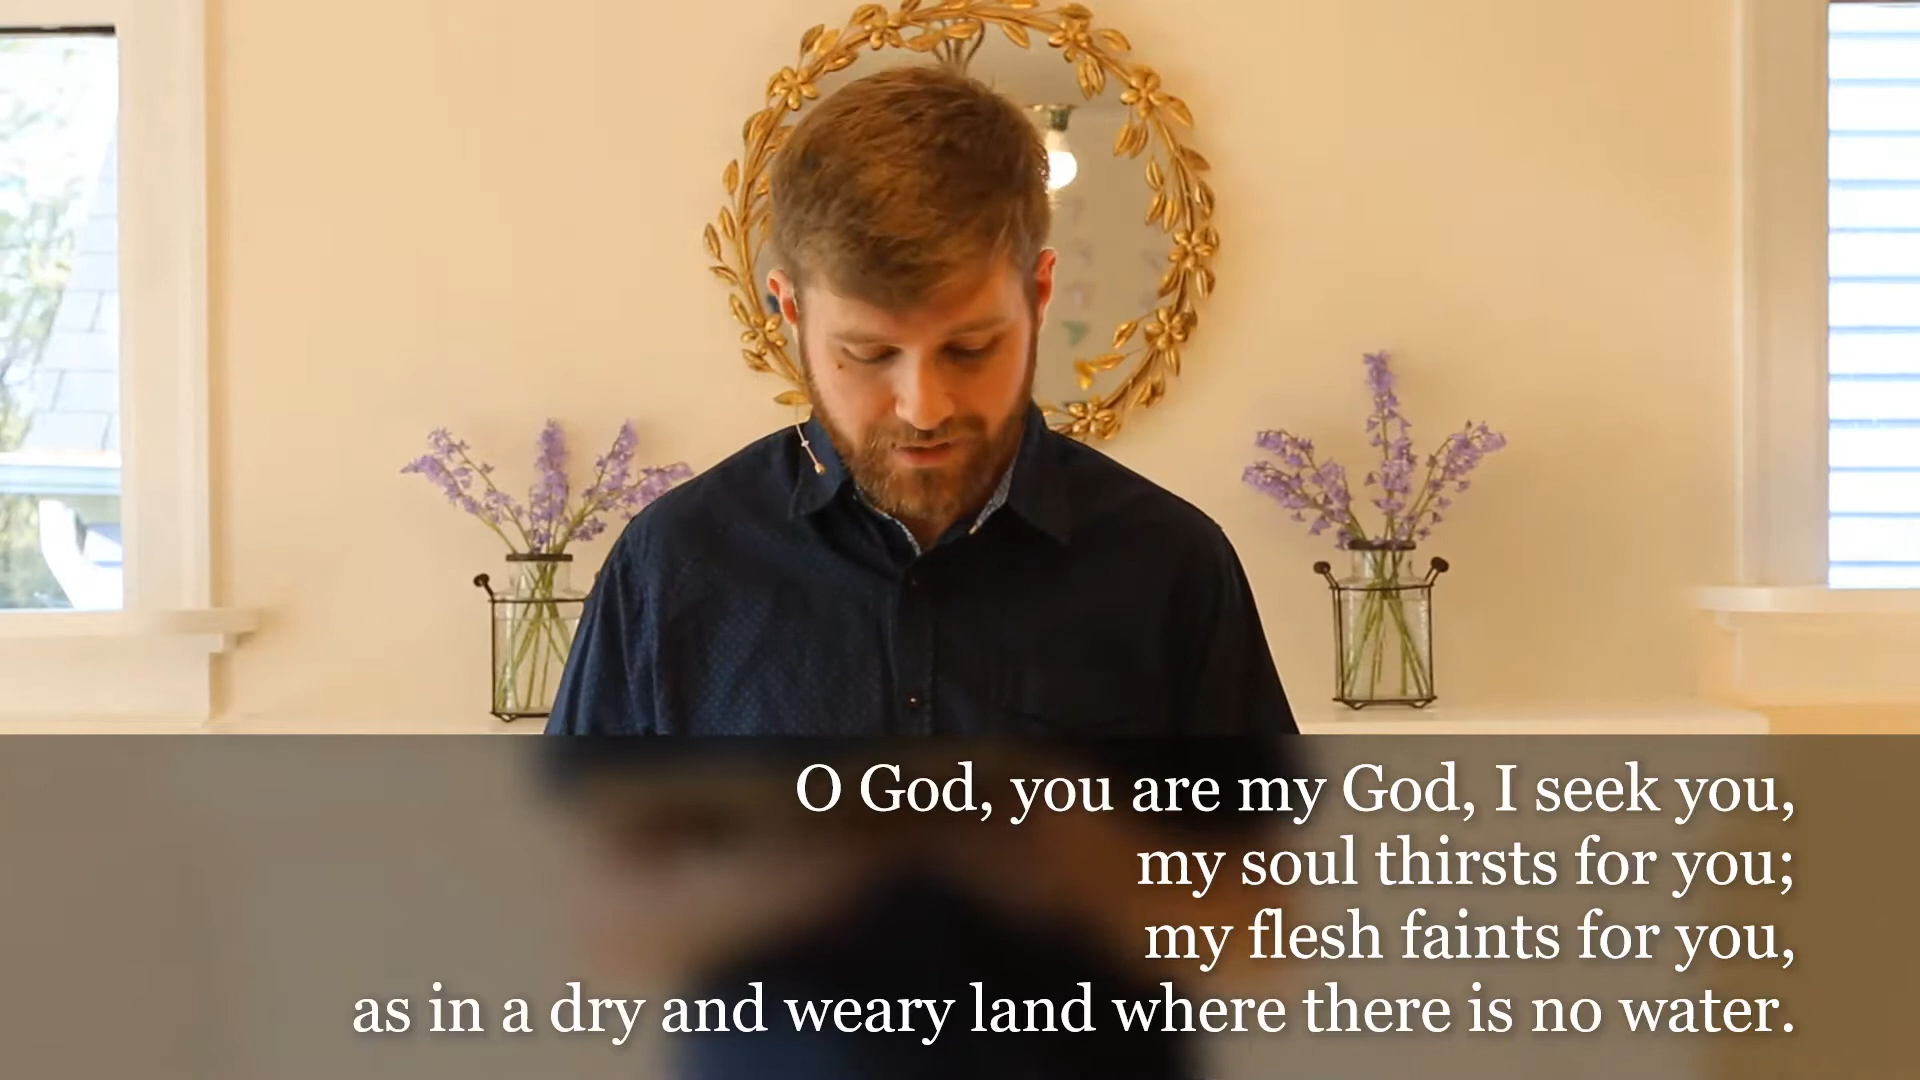 O God, you are my God, I seek you,
my soul thirsts for you;
my flesh faints for you,
as in a dry and weary land where there is no water.